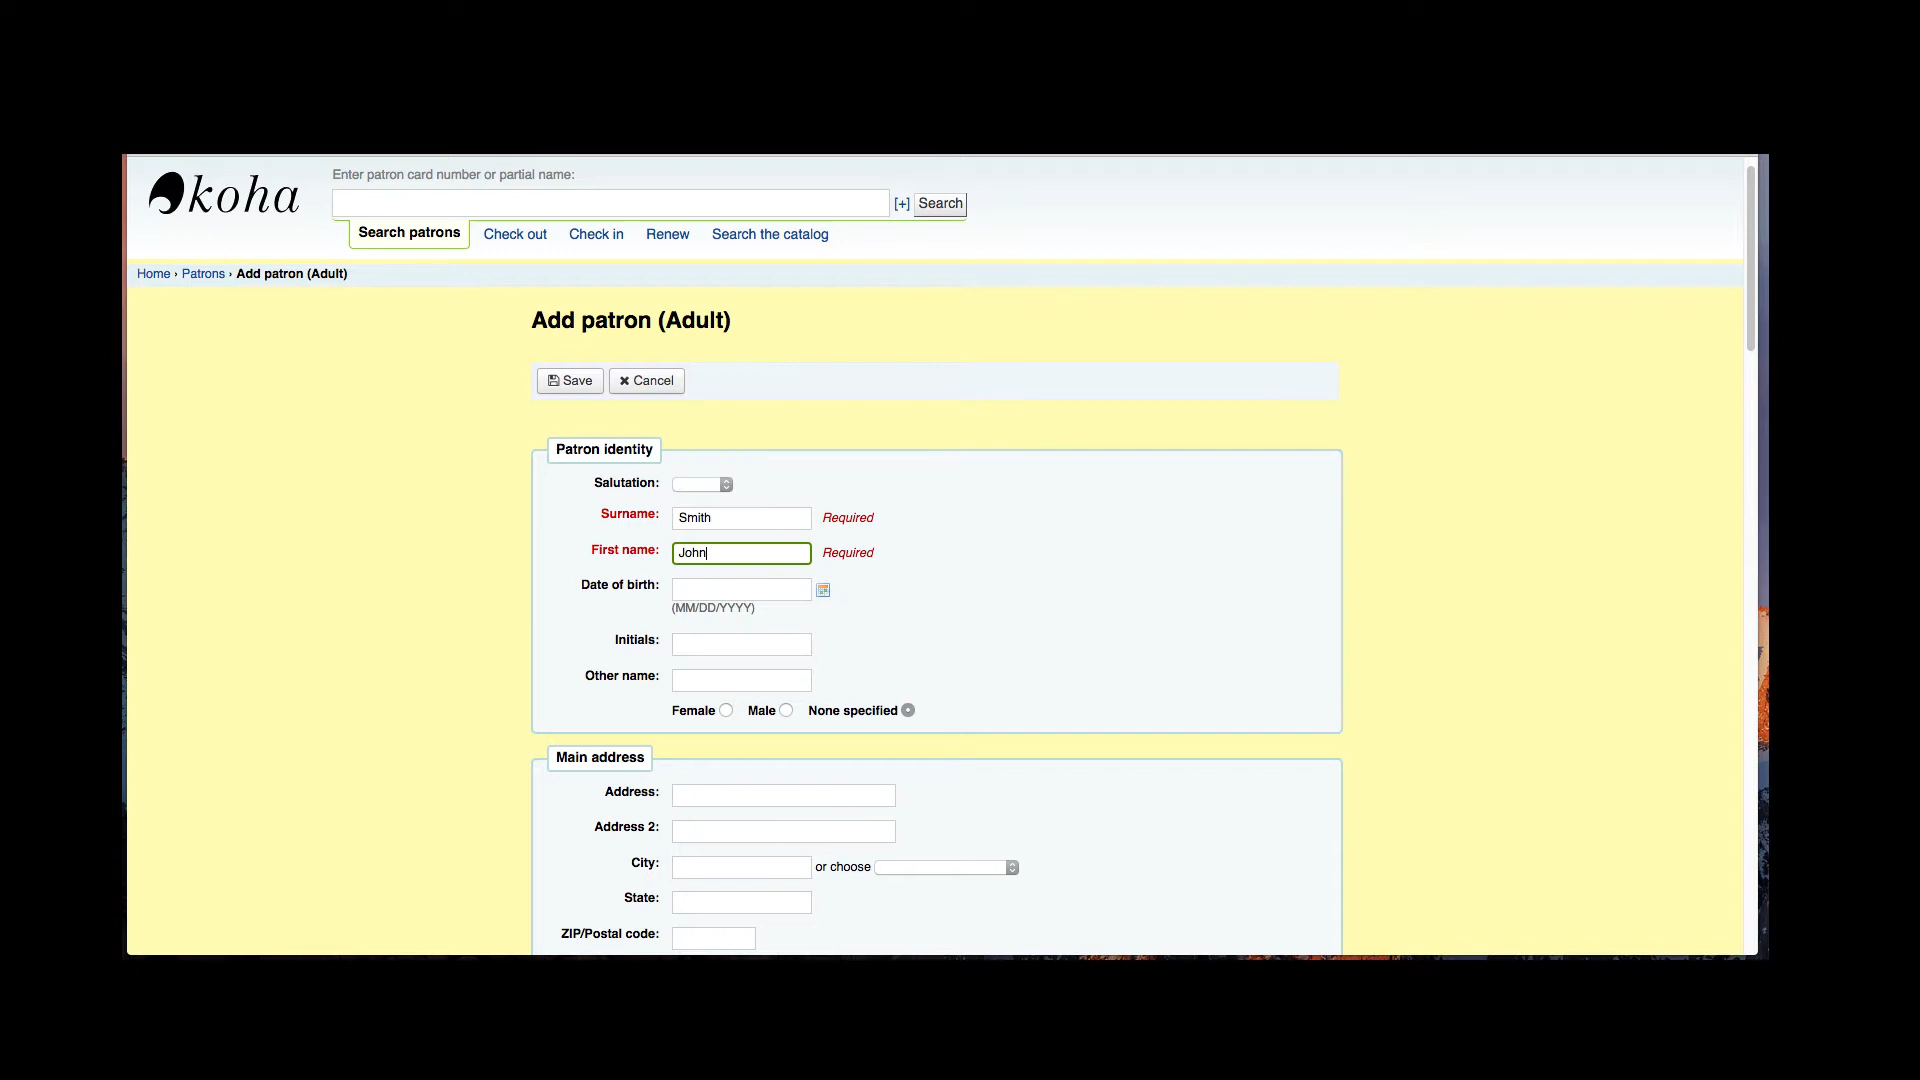 koha
Enter patron card number or partial name:
[+] Search
Search patrons Check out Check in Renew Search the catalog
Home › Patrons › Add patron (Adult)
Add patron (Adult)
Save Cancel
Patron identity
Salutation:
Surname: Smith Required
First name: John Required
Date of birth:
(MM/DD/YYYY)
Initials:
Other name:
Female Male None specified
Main address
Address:
Address 2:
City: or choose
State:
ZIP/Postal code: